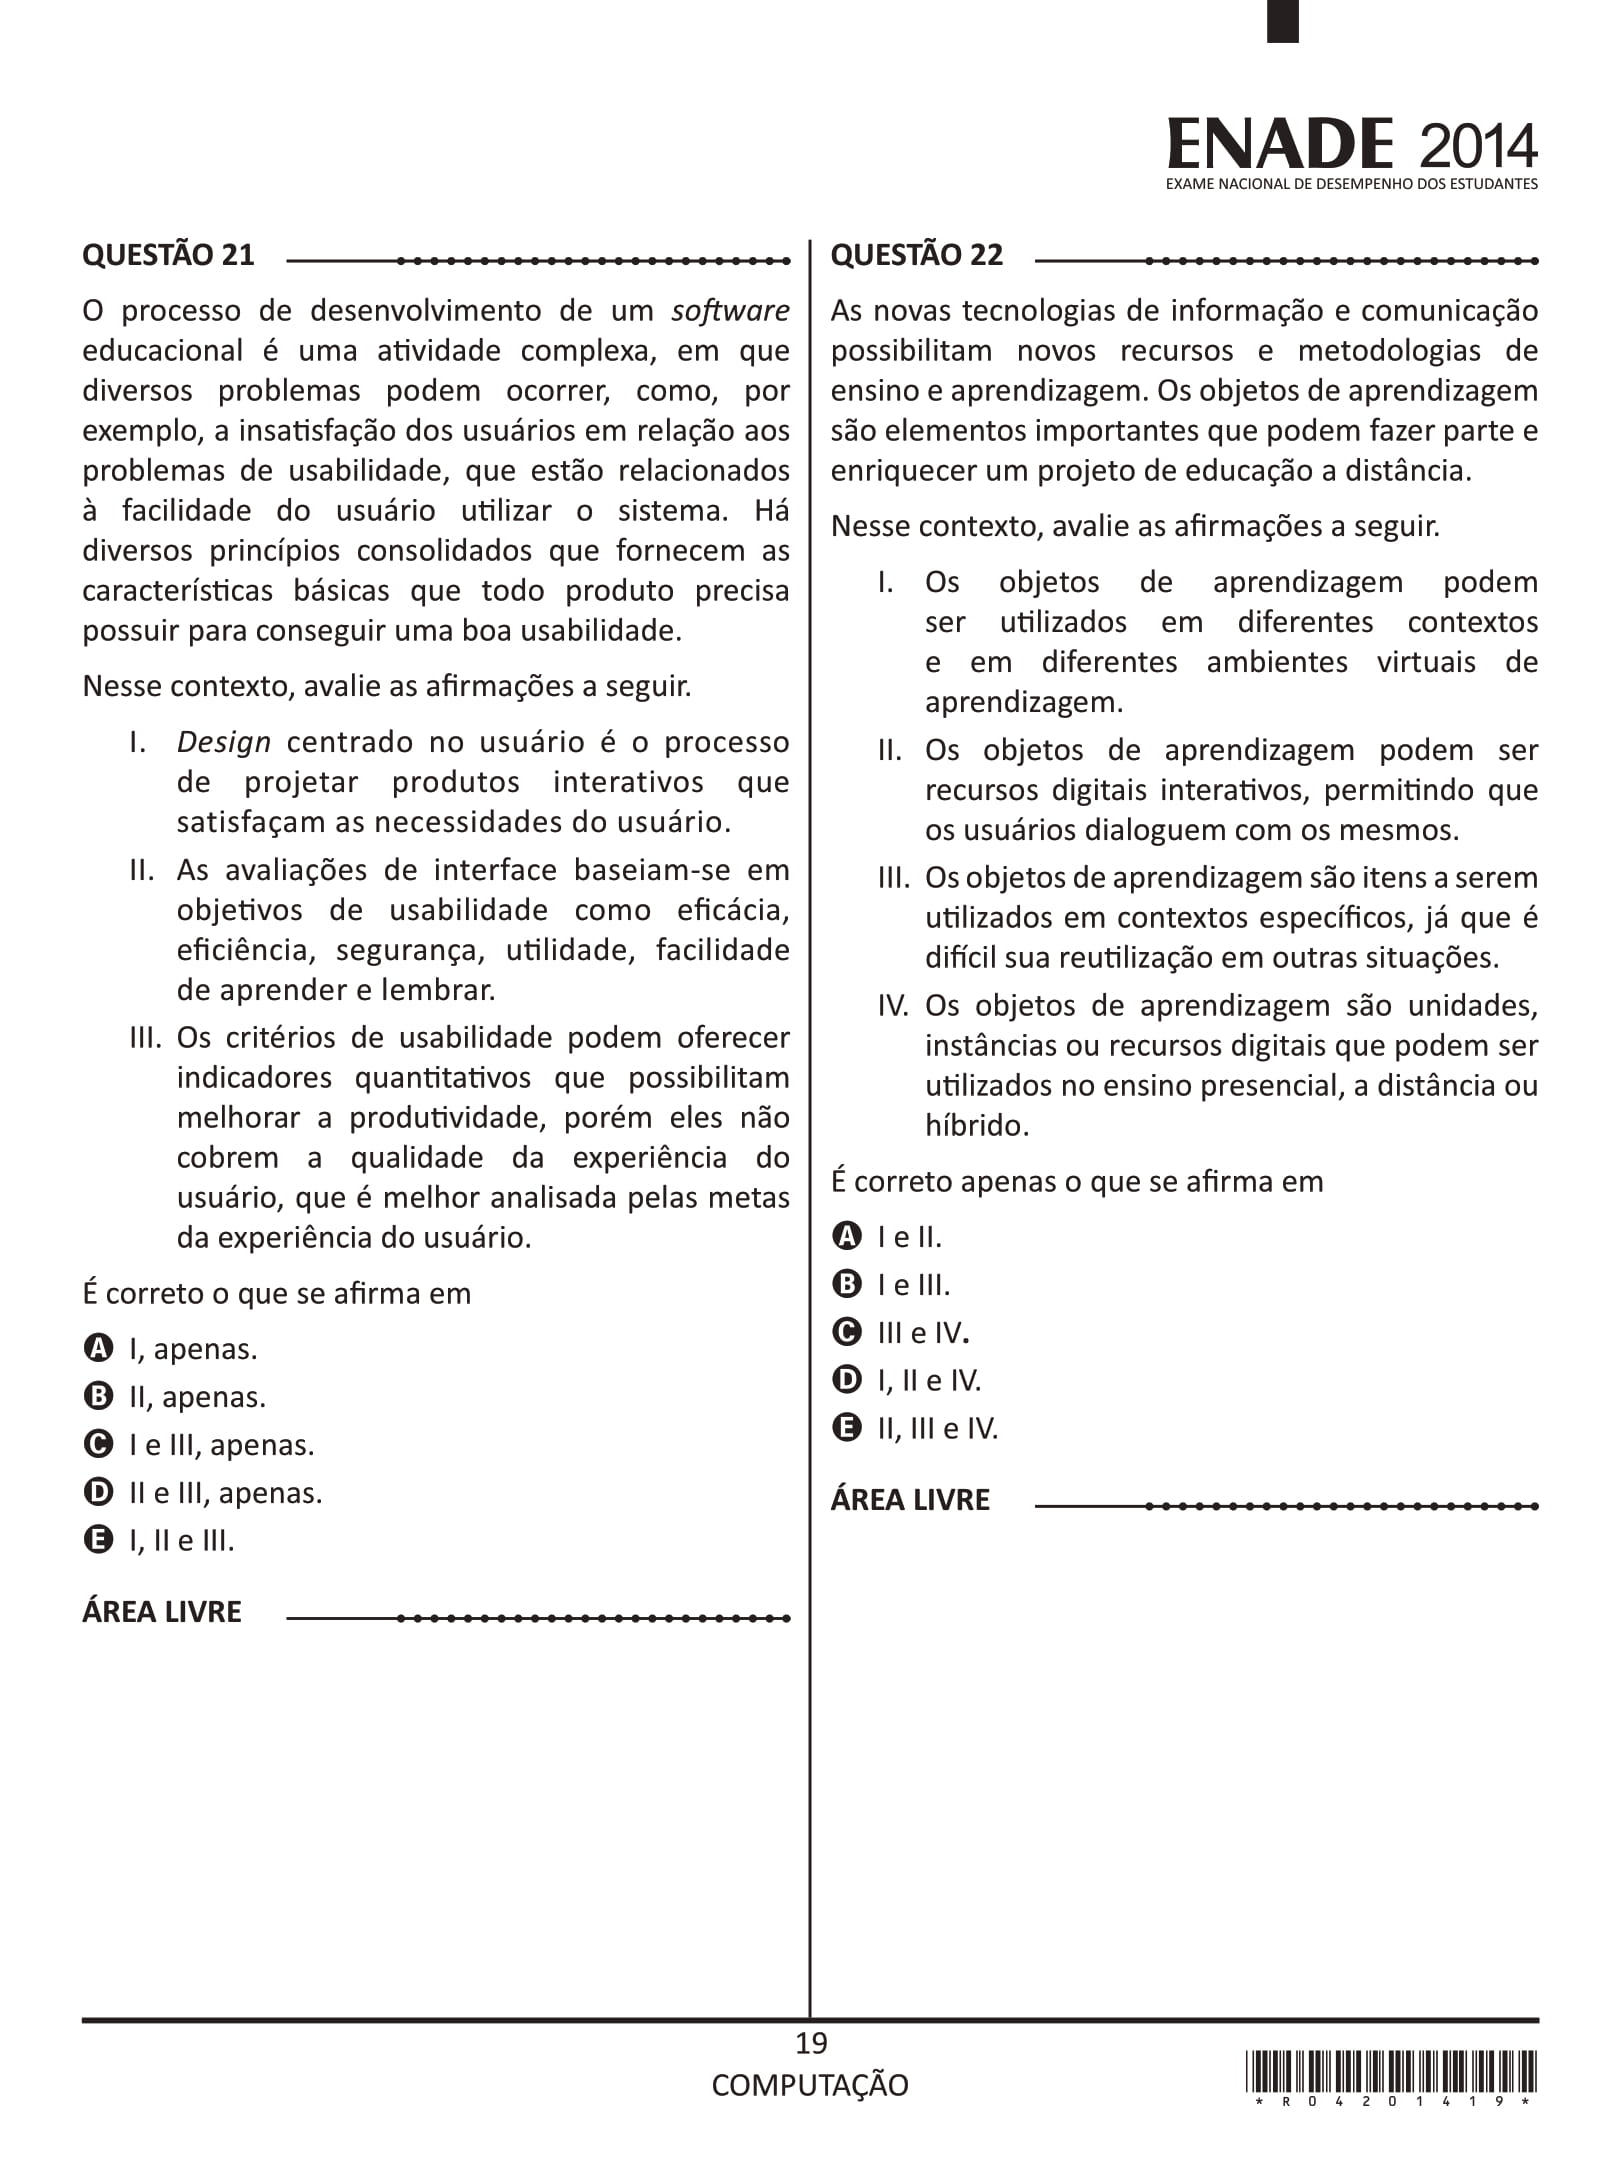 ENADE 2014
EXAME NACIONAL DE DESEMPENHO DOS ESTUDANTES
QUESTÃO 21
O processo de desenvolvimento de um software
educacional é uma atividade complexa, em que
diversos problemas podem ocorrer, como, por
exemplo, a insatisfação dos usuários em relação aos
problemas de usabilidade, que estão relacionados
à facilidade do usuário utilizar o sistema. Há
diversos princípios consolidados que fornecem as
características básicas que todo produto precisa
possuir para conseguir uma boa usabilidade.
Nesse contexto, avalie as afirmações a seguir.
I. Design centrado no usuário é o processo
de projetar produtos interativos que
satisfaçam as necessidades do usuário.
II. As avaliações de interface baseiam-se em
objetivos de usabilidade como eficácia,
eficiência, segurança, utilidade, facilidade
de aprender e lembrar.
III. Os critérios de usabilidade podem oferecer
indicadores quantitativos que possibilitam
melhorar a produtividade, porém eles não
cobrem a qualidade da experiência do
usuário, que é melhor analisada pelas metas
da experiência do usuário.
É correto o que se afirma em
A I, apenas.
B II, apenas.
C I e III, apenas.
D II e III, apenas.
E I, II e III.
ÁREA LIVRE
QUESTÃO 22
As novas tecnologias de informação e comunicação
possibilitam novos recursos e metodologias de
ensino e aprendizagem. Os objetos de aprendizagem
são elementos importantes que podem fazer parte e
enriquecer um projeto de educação a distância.
Nesse contexto, avalie as afirmações a seguir.
I. Os objetos de aprendizagem podem
ser utilizados em diferentes contextos
e em diferentes ambientes virtuais de
aprendizagem.
II. Os objetos de aprendizagem podem ser
recursos digitais interativos, permitindo que
os usuários dialoguem com os mesmos.
III. Os objetos de aprendizagem são itens a serem
utilizados em contextos específicos, já que é
difícil sua reutilização em outras situações.
IV. Os objetos de aprendizagem são unidades,
instâncias ou recursos digitais que podem ser
utilizados no ensino presencial, a distância ou
híbrido.
É correto apenas o que se afirma em
A I e II.
B I e III.
C III e IV.
D I, II e IV.
E II, III e IV.
ÁREA LIVRE
19
COMPUTAÇÃO
*R04201419*